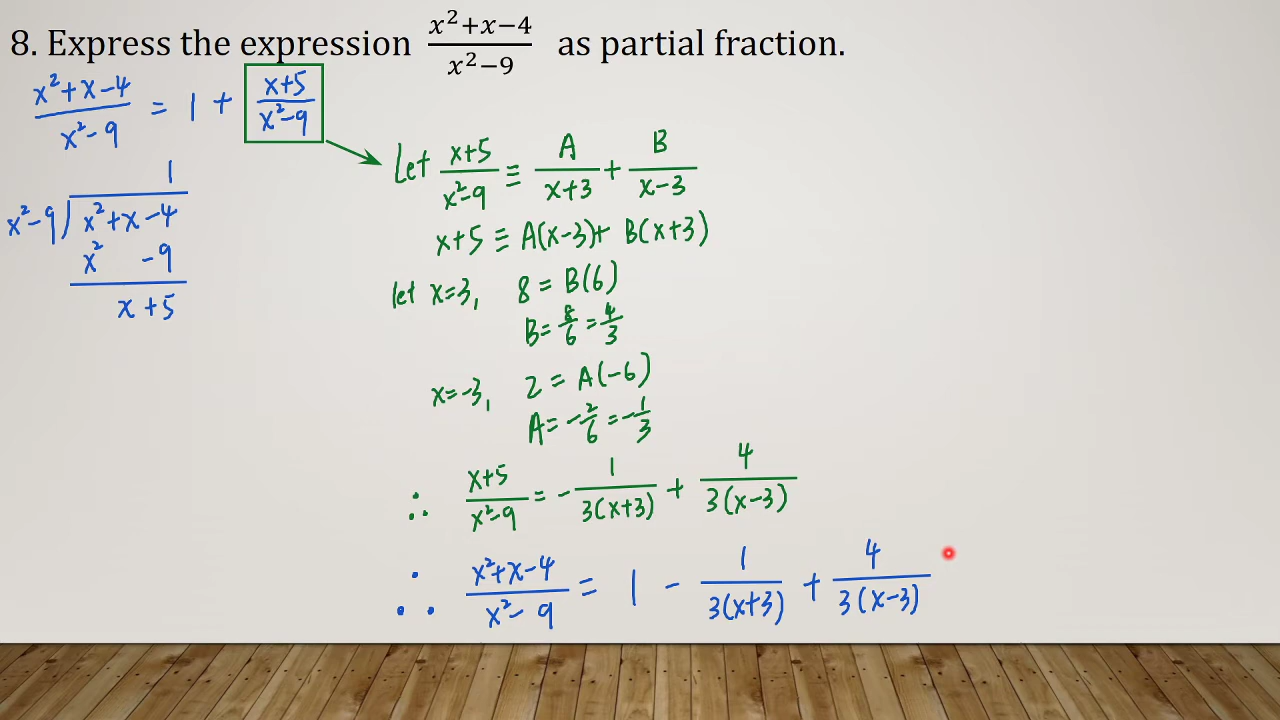 8. Express the expression (x²+x−4)/(x²−9) as partial fraction.
(x²+x−4)/(x²−9) = 1 + (x+5)/(x²−9)
1
x²−9 ) x²+x−4
x² −9
x+5
Let (x+5)/(x²−9) ≡ A/(x+3) + B/(x−3)
x+5 ≡ A(x−3)+ B(x+3)
let x=3, 8 = B(6)
B = 8/6 = 4/3
x=−3, 2 = A(−6)
A = −2/6 = −1/3
∴ (x+5)/(x²−9) = − 1/(3(x+3)) + 4/(3(x−3))
∴ (x²+x−4)/(x²−9) = 1 − 1/(3(x+3)) + 4/(3(x−3))